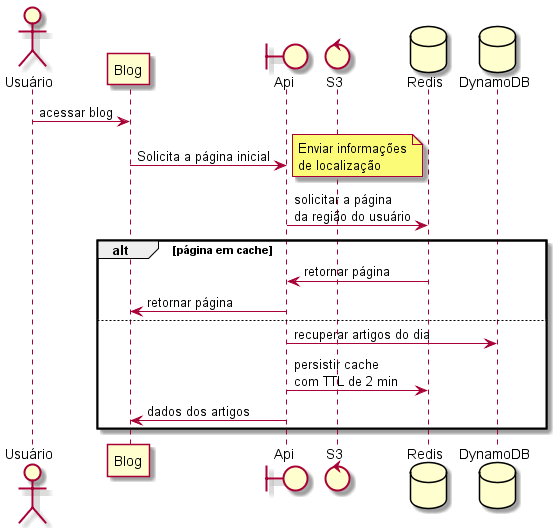 Usuário
Blog
Api
S3
Redis
DynamoDB
acessar blog
Solicita a página inicial
Enviar informações
de localização
solicitar a página
da região do usuário
alt
[página em cache]
retornar página
retornar página
recuperar artigos do dia
persistir cache
com TTL de 2 min
dados dos artigos
Usuário
Blog
Api
S3
Redis
DynamoDB